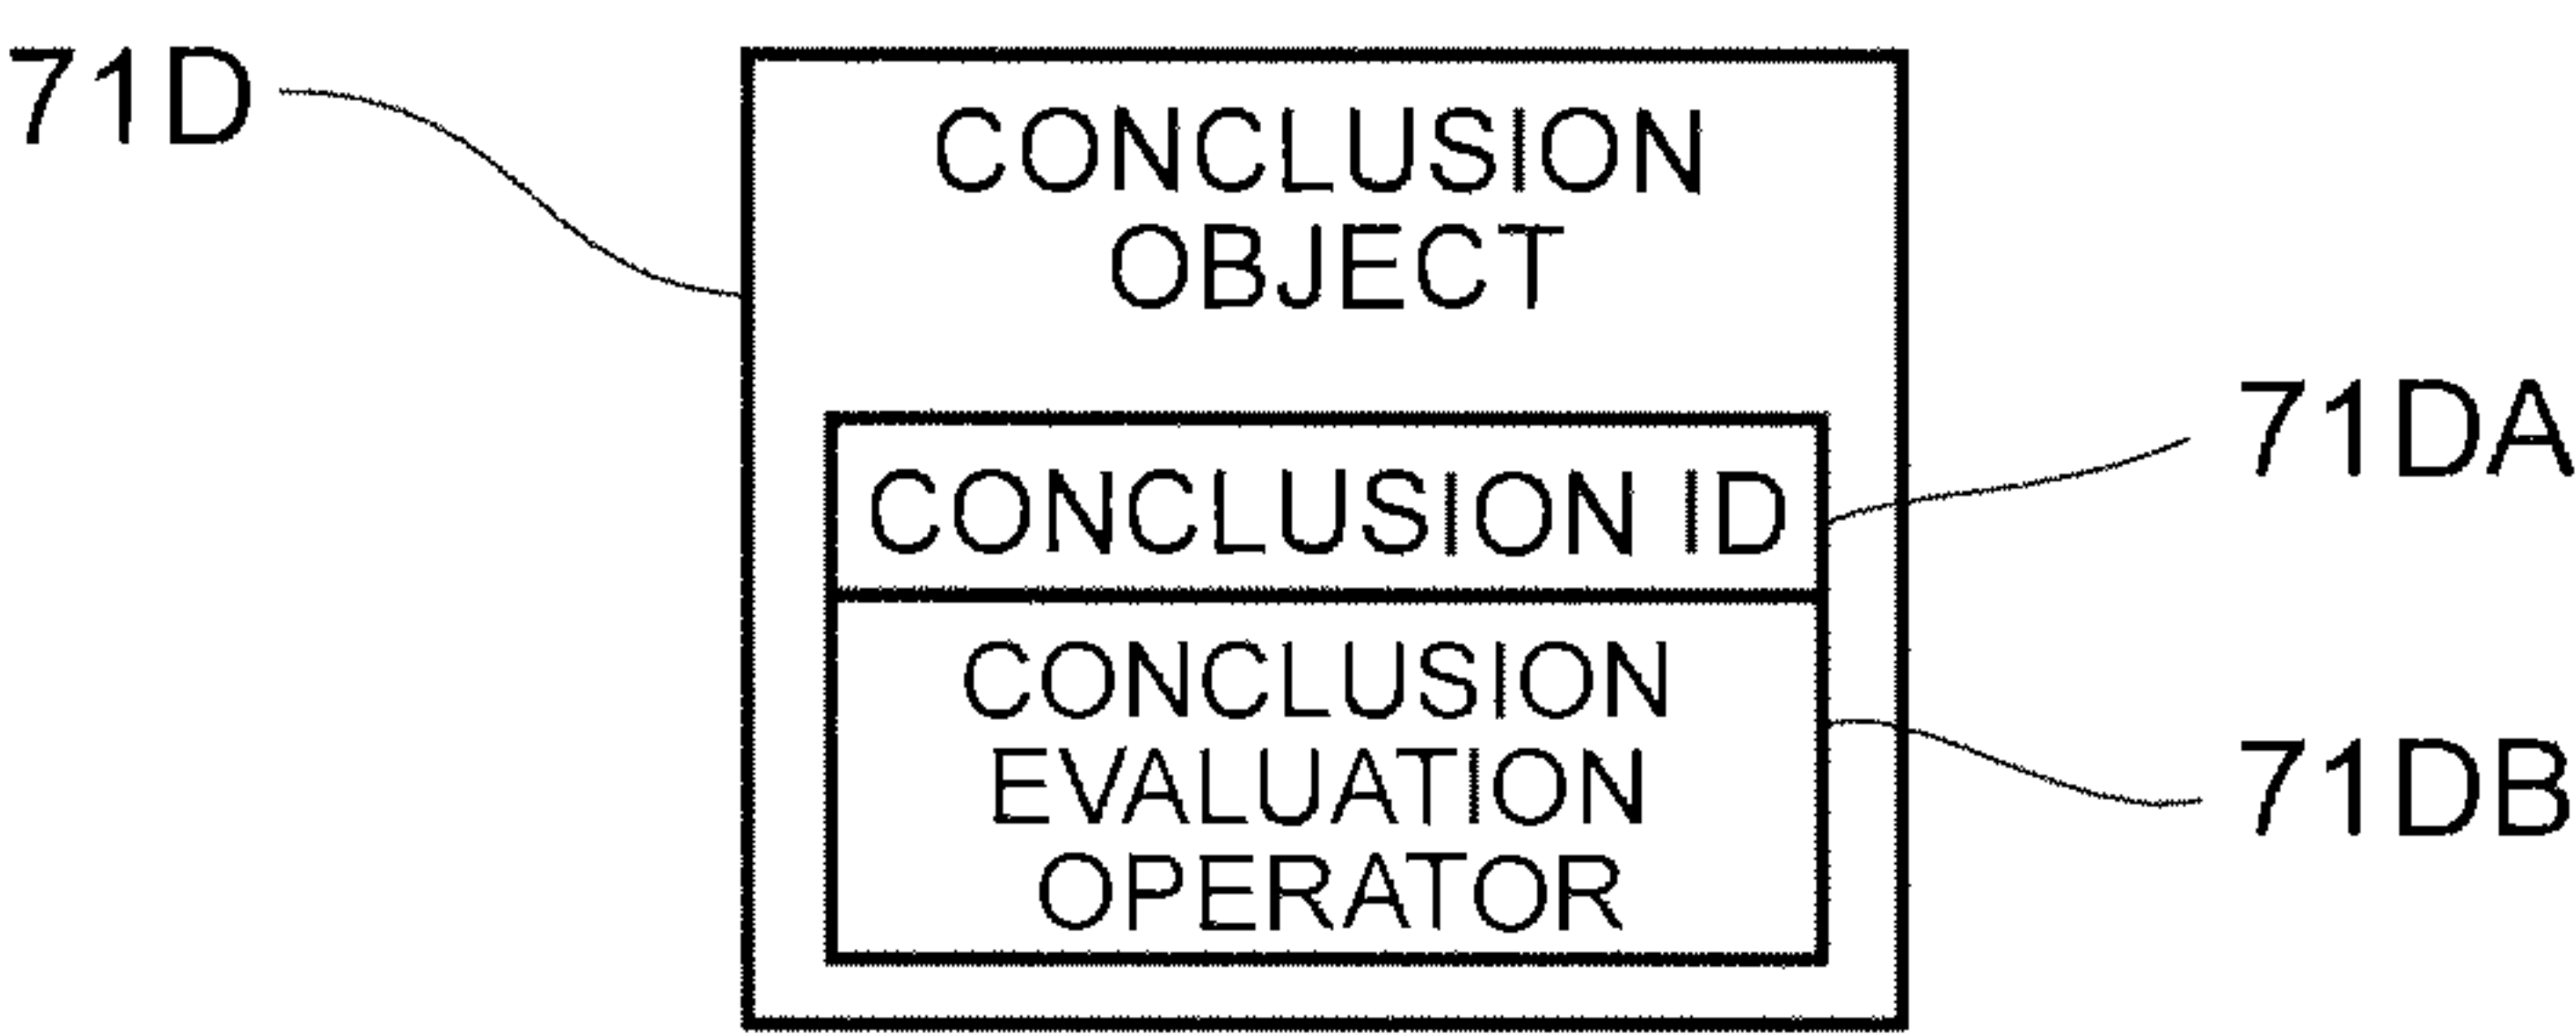 71D
CONCLUSION
OBJECT
CONCLUSION ID
71DA
CONCLUSION
EVALUATION
OPERATOR
71DB